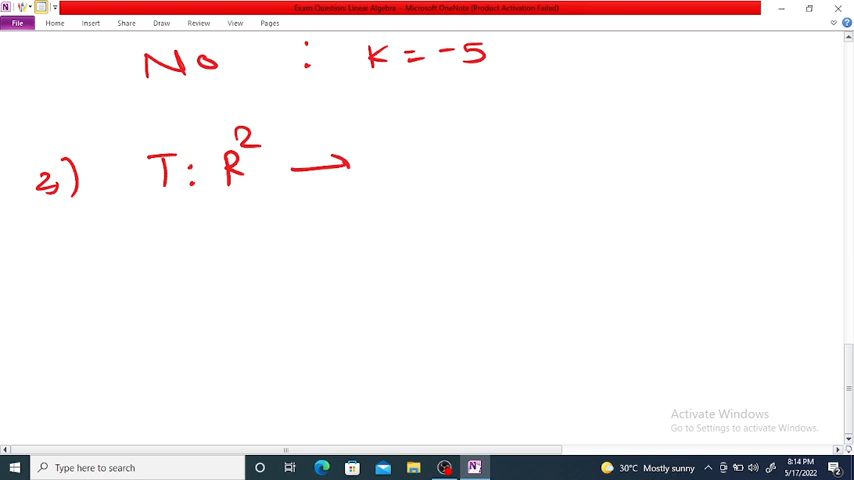 Exam Question: Linear Algebra - Microsoft OneNote (Product Activation Failed)
File Home Insert Share Draw Review View Pages
No : K = -5
2) T: R² →
Activate Windows
Go to Settings to activate Windows.
Type here to search
30°C Mostly sunny
8:14 PM
5/17/2022
2